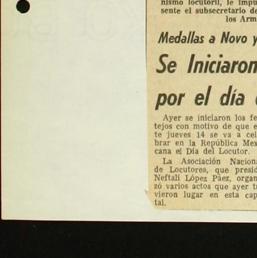 nismo locutoril, le impu
sente el subsecretario de
los Arm
Medallas a Novo y
Se Iniciaron
por el día
Ayer se iniciaron los fe
tejos con motivo de que e
te jueves 14 se va a cel
brar en la República Mex
cana el Día del Locutor.
La Asociación Nacional
de Locutores, que presid
Neftalí López Páez, organ
zó varios actos que ayer t
vieron lugar en esta cap
tal.